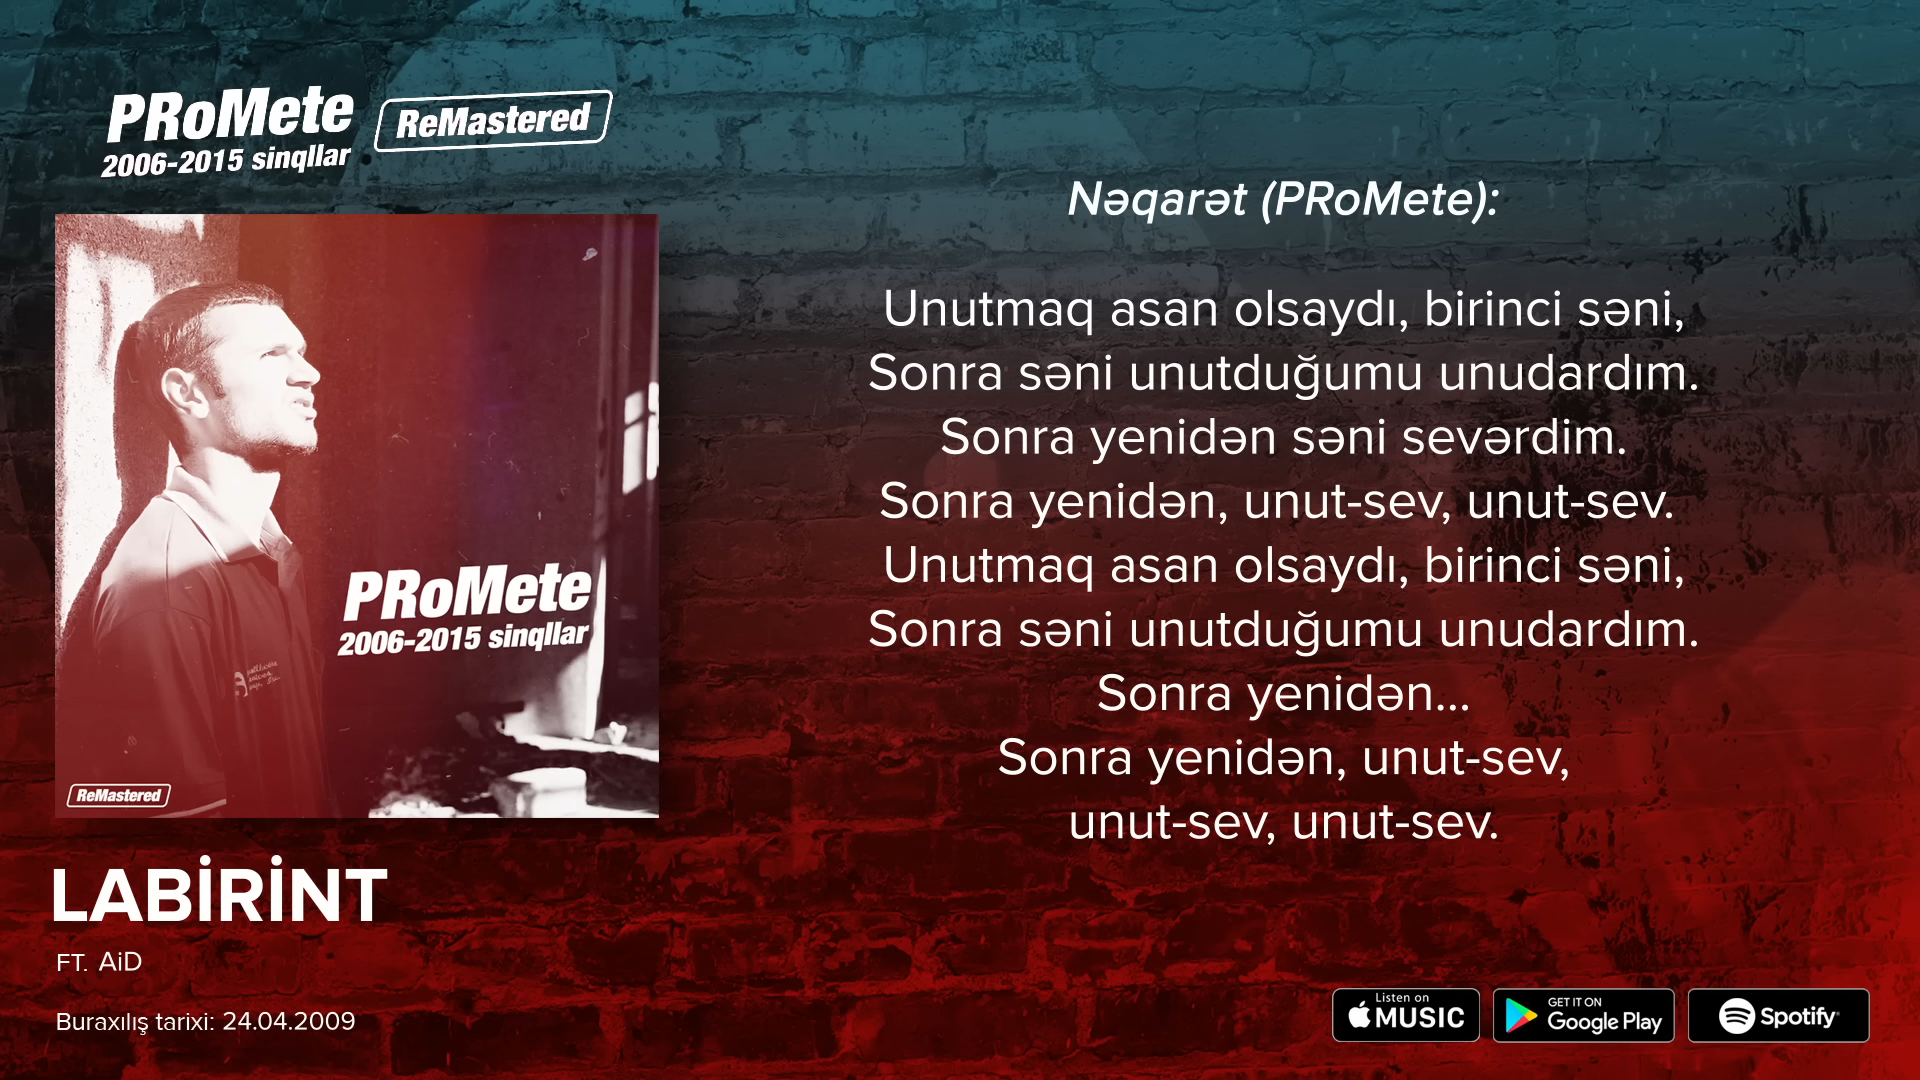 PRoMete
2006-2015 sinqllar
ReMastered
PRoMete
2006-2015 sinqllar
ReMastered
LABİRİNT
FT. AiD
Buraxılış tarixi: 24.04.2009
Nəqarət (PRoMete):
Unutmaq asan olsaydı, birinci səni,
Sonra səni unutduğumu unudardım.
Sonra yenidən səni sevərdim.
Sonra yenidən, unut-sev, unut-sev.
Unutmaq asan olsaydı, birinci səni,
Sonra səni unutduğumu unudardım.
Sonra yenidən...
Sonra yenidən, unut-sev,
unut-sev, unut-sev.
Listen on
MUSIC
GET IT ON
Google Play
Spotify